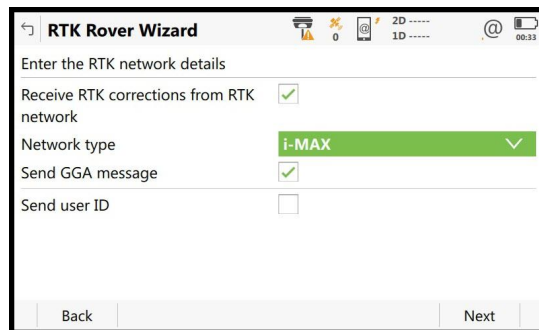 RTK Rover Wizard
0
@
2D -----
1D -----
@
00:33
Enter the RTK network details
Receive RTK corrections from RTK
network
Network type
i-MAX
Send GGA message
Send user ID
Back
Next